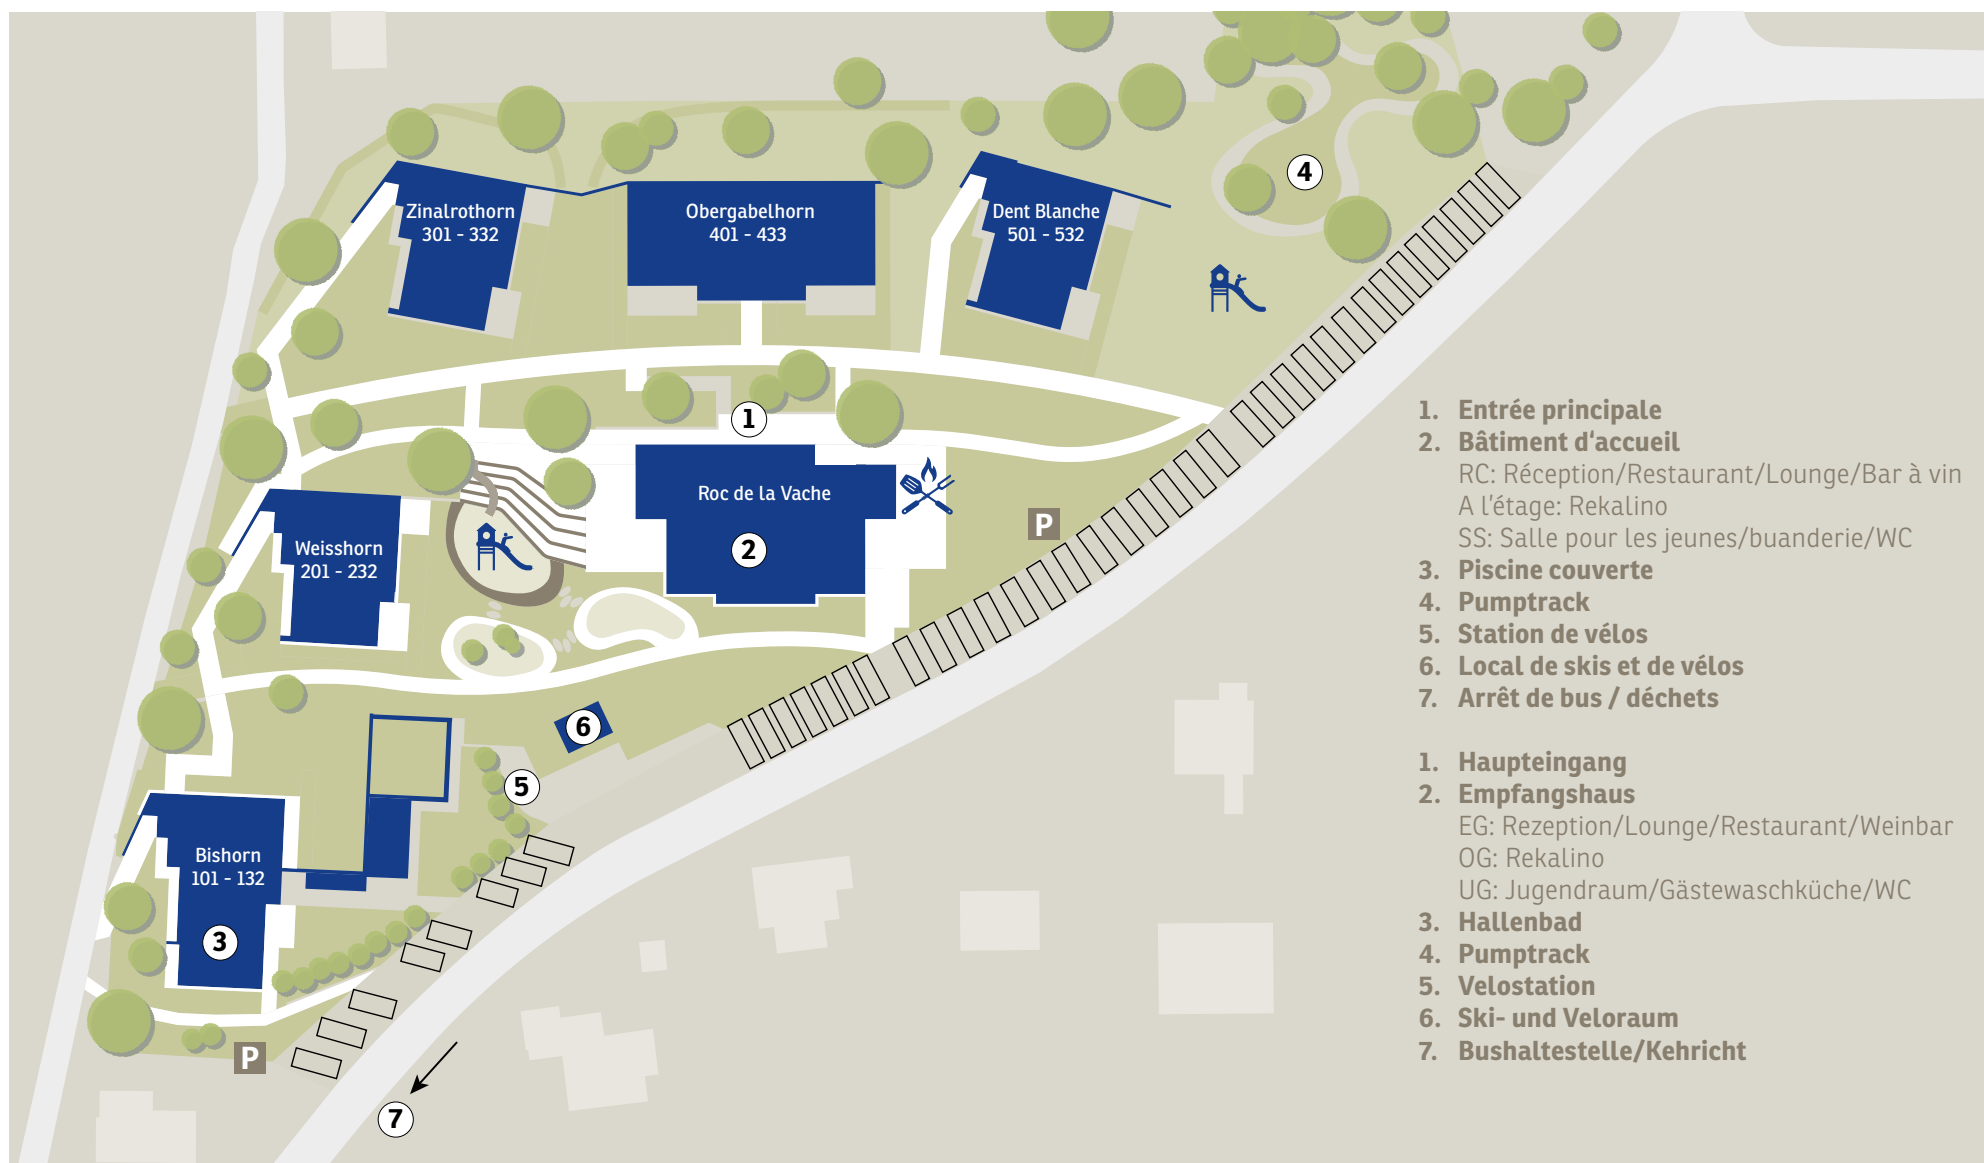 4
Zinalrothorn
301 - 332
Obergabelhorn
401 - 433
Dent Blanche
501 - 532
1
Roc de la Vache
2
P
Weisshorn
201 - 232
6
5
Bishorn
101 - 132
3
P
7
1. Entrée principale
2. Bâtiment d'accueil
RC: Réception/Restaurant/Lounge/Bar à vin
A l'étage: Rekalino
SS: Salle pour les jeunes/buanderie/WC
3. Piscine couverte
4. Pumptrack
5. Station de vélos
6. Local de skis et de vélos
7. Arrêt de bus / déchets
1. Haupteingang
2. Empfangshaus
EG: Rezeption/Lounge/Restaurant/Weinbar
OG: Rekalino
UG: Jugendraum/Gästewaschküche/WC
3. Hallenbad
4. Pumptrack
5. Velostation
6. Ski- und Veloraum
7. Bushaltestelle/Kehricht